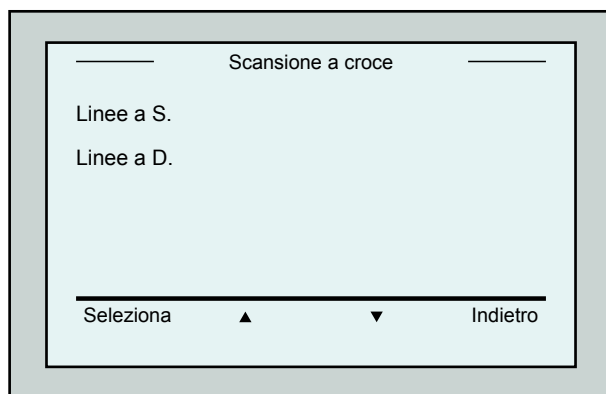 Scansione a croce
Linee a S.
Linee a D.
Seleziona ▲ ▼ Indietro